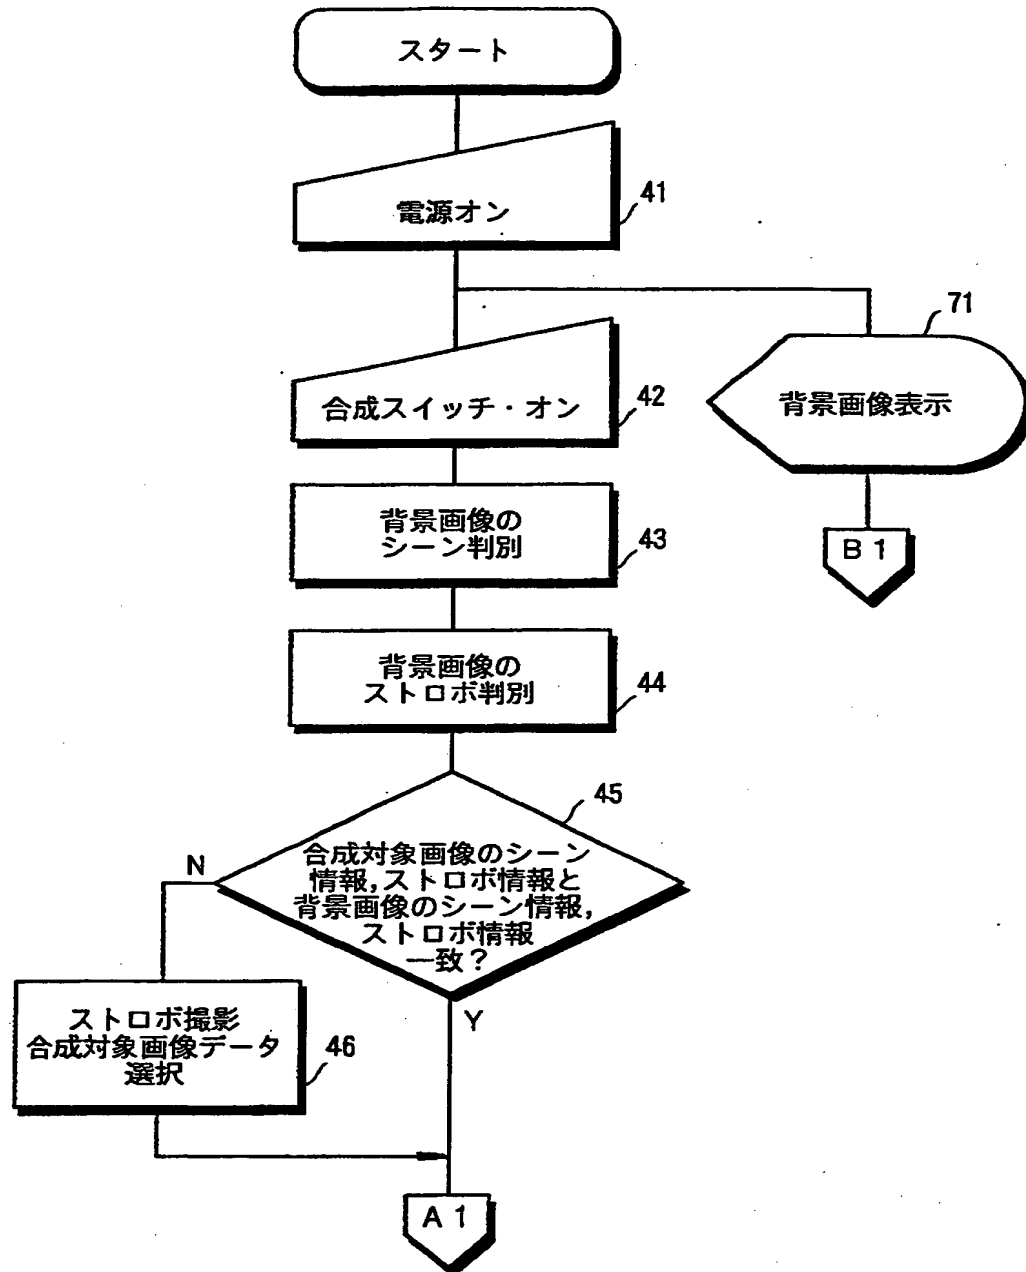 スタート
電源オン
41
71
合成スイッチ・オン
42
背景画像表示
背景画像の
シーン判別
43
B1
背景画像の
ストロボ判別
44
45
N
合成対象画像のシーン
情報,ストロボ情報と
背景画像のシーン情報,
ストロボ情報
一致？
Y
ストロボ撮影
合成対象画像データ
選択
46
A1